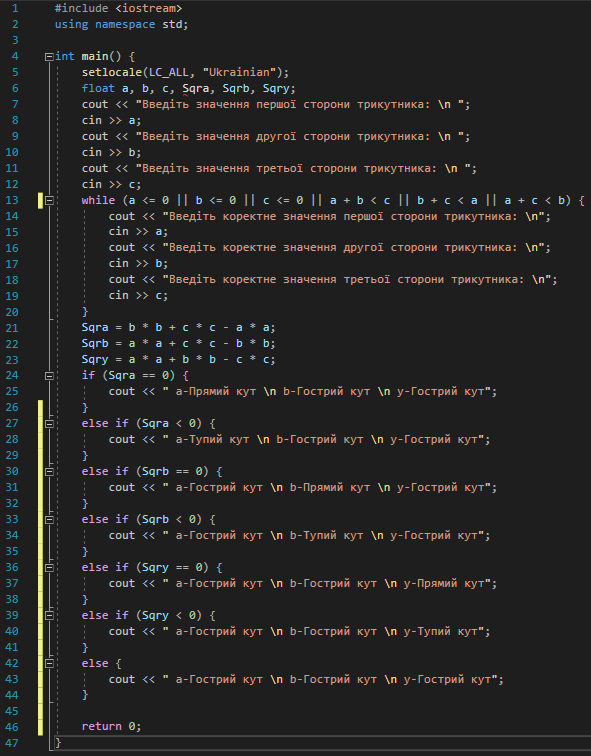 1 #include <iostream>
2 using namespace std;
3
4 int main() {
5 setlocale(LC_ALL, "Ukrainian");
6 float a, b, c, Sqra, Sqrb, Sqry;
7 cout << "Введіть значення першої сторони трикутника: \n ";
8 cin >> a;
9 cout << "Введіть значення другої сторони трикутника: \n ";
10 cin >> b;
11 cout << "Введіть значення третьої сторони трикутника: \n ";
12 cin >> c;
13 while (a <= 0 || b <= 0 || c <= 0 || a + b < c || b + c < a || a + c < b) {
14 cout << "Введіть коректне значення першої сторони трикутника: \n";
15 cin >> a;
16 cout << "Введіть коректне значення другої сторони трикутника: \n";
17 cin >> b;
18 cout << "Введіть коректне значення третьої сторони трикутника: \n";
19 cin >> c;
20 }
21 Sqra = b * b + c * c - a * a;
22 Sqrb = a * a + c * c - b * b;
23 Sqry = a * a + b * b - c * c;
24 if (Sqra == 0) {
25 cout << " a-Прямий кут \n b-Гострий кут \n y-Гострий кут";
26 }
27 else if (Sqra < 0) {
28 cout << " a-Тупий кут \n b-Гострий кут \n y-Гострий кут";
29 }
30 else if (Sqrb == 0) {
31 cout << " a-Гострий кут \n b-Прямий кут \n y-Гострий кут";
32 }
33 else if (Sqrb < 0) {
34 cout << " a-Гострий кут \n b-Тупий кут \n y-Гострий кут";
35 }
36 else if (Sqry == 0) {
37 cout << " a-Гострий кут \n b-Гострий кут \n y-Прямий кут";
38 }
39 else if (Sqry < 0) {
40 cout << " a-Гострий кут \n b-Гострий кут \n y-Тупий кут";
41 }
42 else {
43 cout << " a-Гострий кут \n b-Гострий кут \n y-Гострий кут";
44 }
45
46 return 0;
47 }